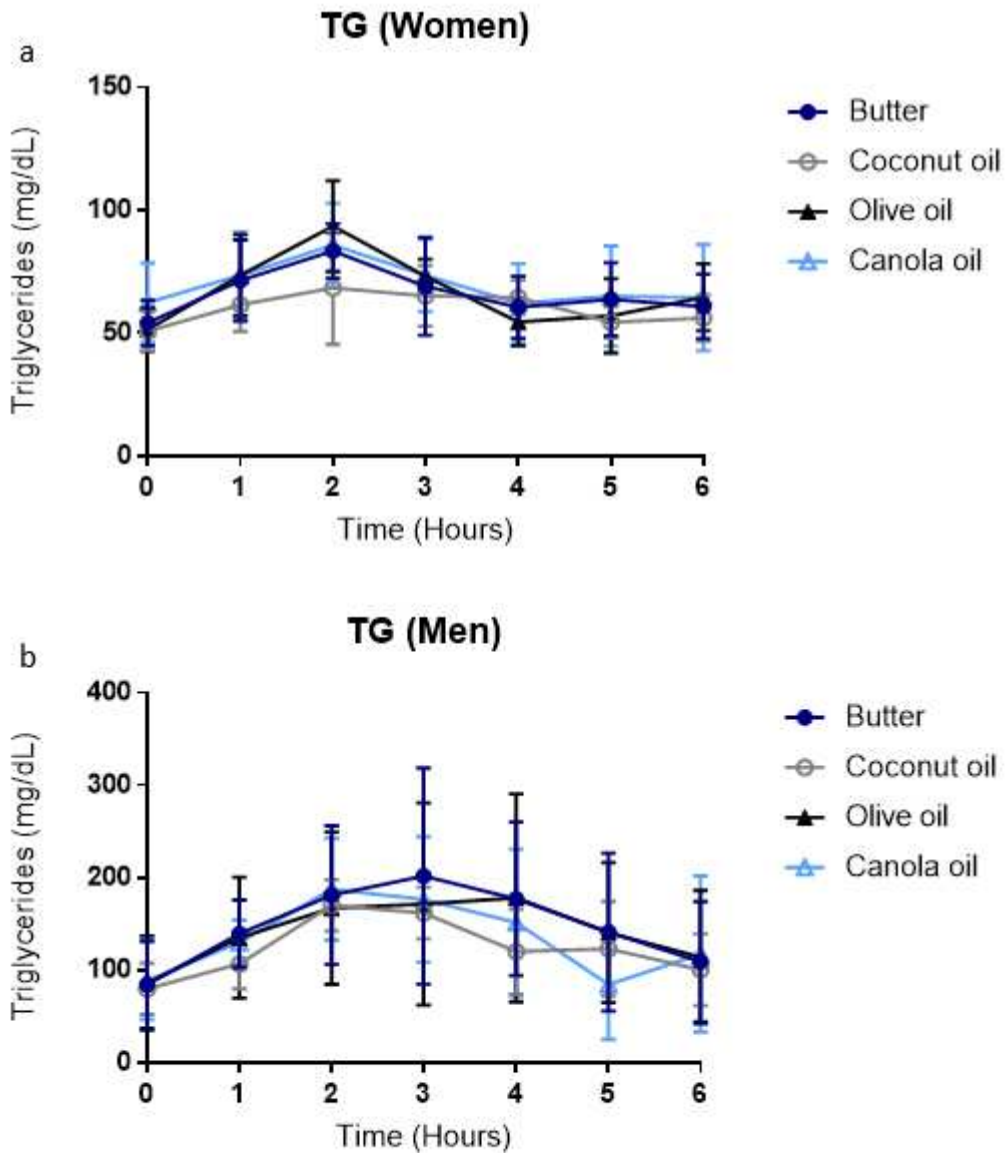 TG (Women)
a
150
100
50
0
Triglycerides (mg/dL)
0 1 2 3 4 5 6
Time (Hours)
Butter
Coconut oil
Olive oil
Canola oil
TG (Men)
b
400
300
200
100
0
Triglycerides (mg/dL)
0 1 2 3 4 5 6
Time (Hours)
Butter
Coconut oil
Olive oil
Canola oil